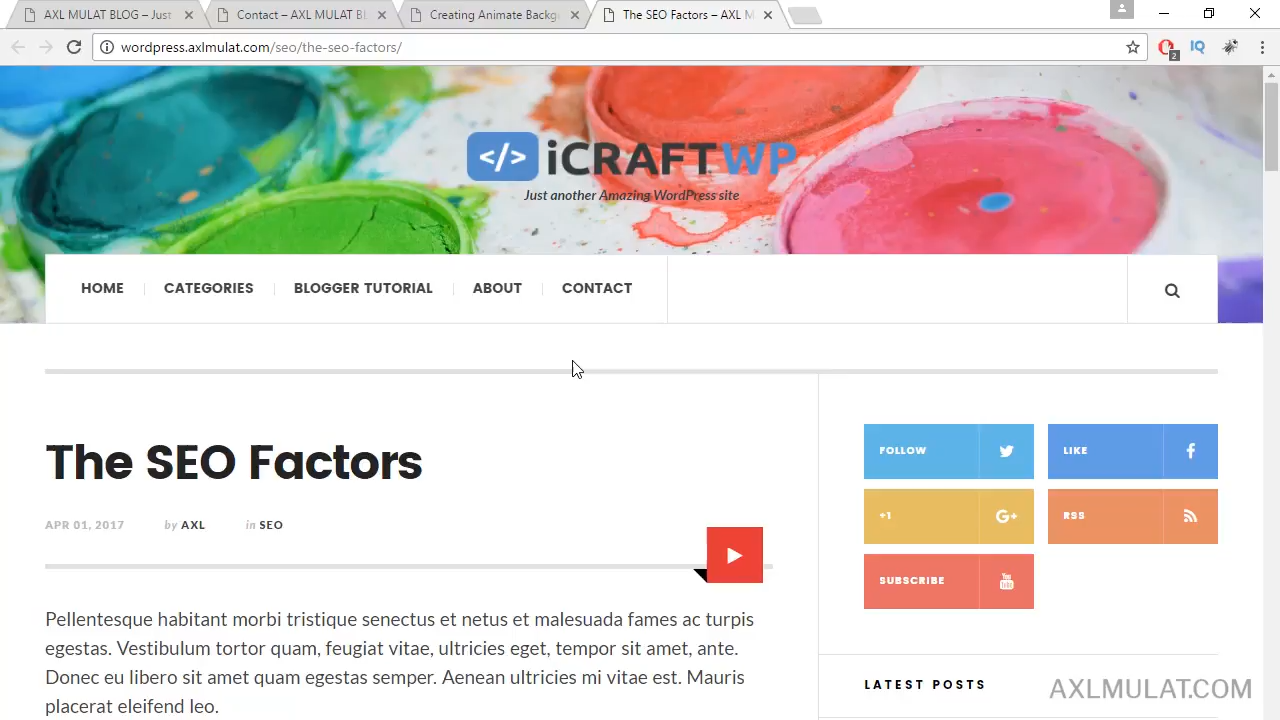 AXL MULAT BLOG – Just
Contact – AXL MULAT BL
Creating Animate Backg
The SEO Factors – AXL M
wordpress.axlmulat.com/seo/the-seo-factors/
2
IQ
</> iCRAFTWP
Just another Amazing WordPress site
HOME
CATEGORIES
BLOGGER TUTORIAL
ABOUT
CONTACT
The SEO Factors
APR 01, 2017
by AXL
in SEO
Pellentesque habitant morbi tristique senectus et netus et malesuada fames ac turpis
egestas. Vestibulum tortor quam, feugiat vitae, ultricies eget, tempor sit amet, ante.
Donec eu libero sit amet quam egestas semper. Aenean ultricies mi vitae est. Mauris
placerat eleifend leo.
FOLLOW
LIKE
+1
G+
RSS
SUBSCRIBE
You Tube
LATEST POSTS
AXLMULAT.COM